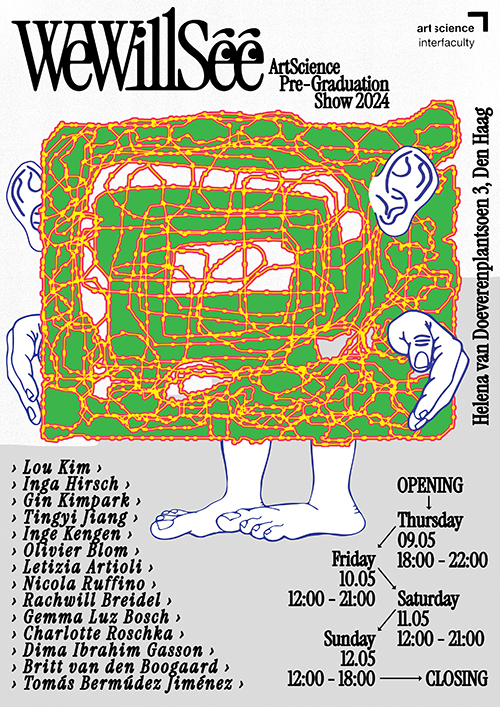 WeWillSêê
ArtScience
Pre-Graduation
Show 2024
artscience
interfaculty
Helena van Doeverenplantsoen 3, Den Haag
› Lou Kim ›
› Inga Hirsch ›
› Gin Kimpark ›
› Tingyi Jiang ›
› Inge Kengen ›
› Olivier Blom ›
› Letizia Artioli ›
› Nicola Ruffino ›
› Rachwill Breidel ›
› Gemma Luz Bosch ›
› Charlotte Roschka ›
› Dima Ibrahim Gasson ›
› Britt van den Boogaard ›
› Tomás Bermúdez Jiménez ›
OPENING
↓
Thursday
09.05
18:00 - 22:00
Friday
10.05
12:00 - 21:00
Saturday
11.05
12:00 - 21:00
Sunday
12.05
12:00 - 18:00 → CLOSING